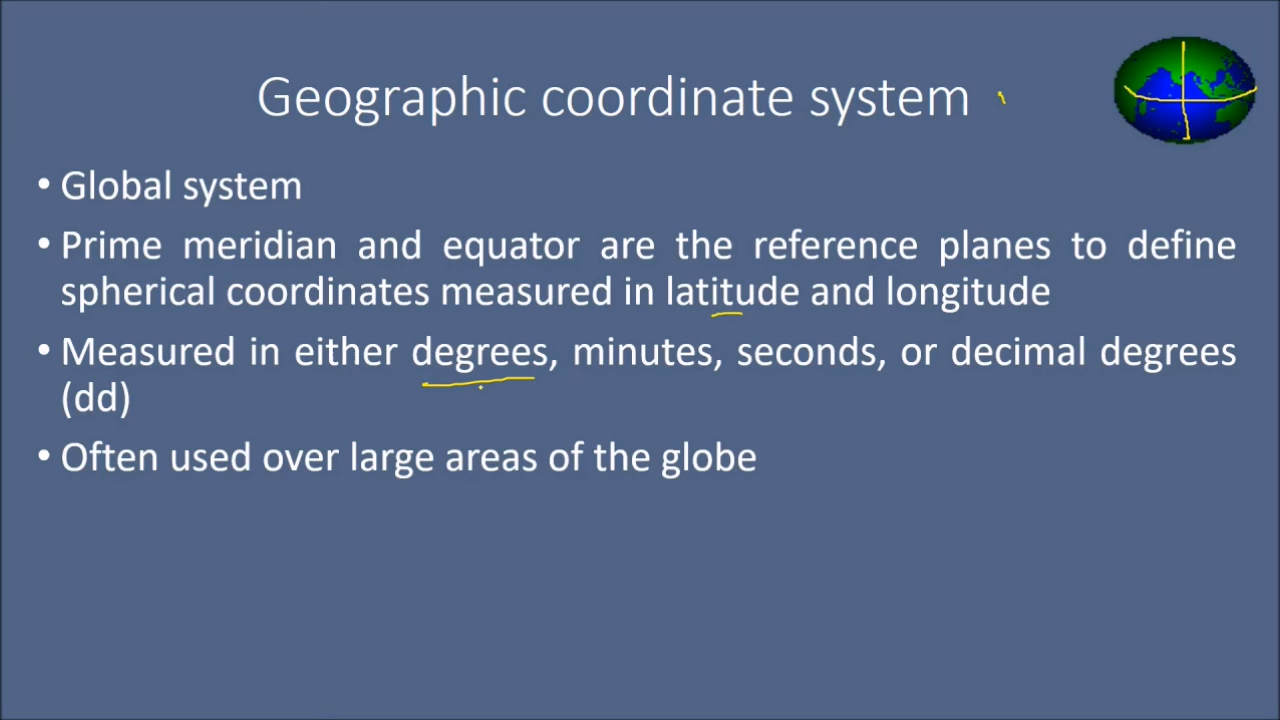 Geographic coordinate system
• Global system
• Prime meridian and equator are the reference planes to define
spherical coordinates measured in latitude and longitude
• Measured in either degrees, minutes, seconds, or decimal degrees
(dd)
• Often used over large areas of the globe